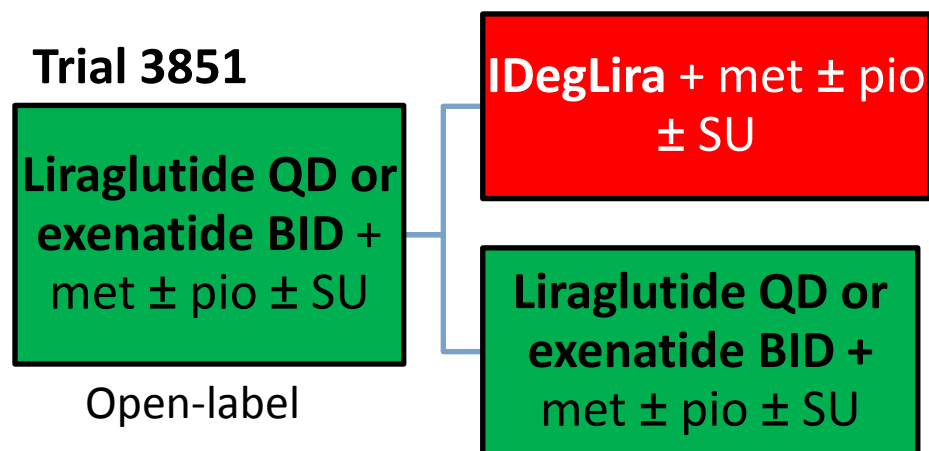 Trial 3851
Liraglutide QD or
exenatide BID +
met ± pio ± SU
Open-label
IDegLira + met ± pio
± SU
Liraglutide QD or
exenatide BID +
met ± pio ± SU